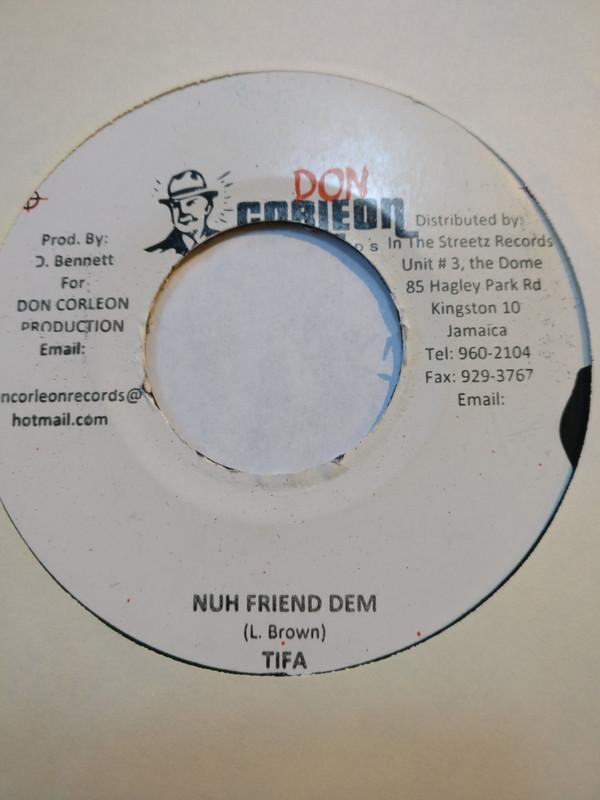 DON
CORLEON
Prod. By:
D. Bennett
For
DON CORLEON
PRODUCTION
Email:
ncorleonrecords@
hotmail.com
Distributed by:
In The Streetz Records
Unit # 3, the Dome
85 Hagley Park Rd
Kingston 10
Jamaica
Tel: 960-2104
Fax: 929-3767
Email:
NUH FRIEND DEM
(L. Brown)
TIFA